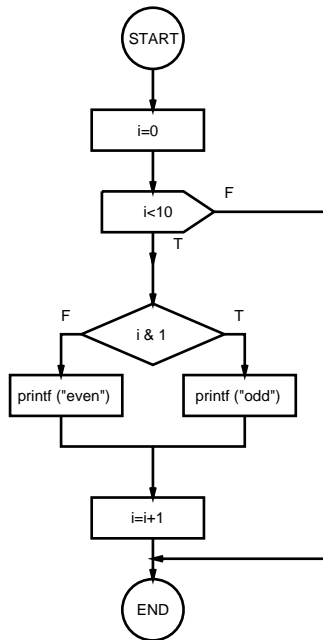 START
i=0
i<10
F
T
i & 1
F
T
printf ("even")
printf ("odd")
i=i+1
END